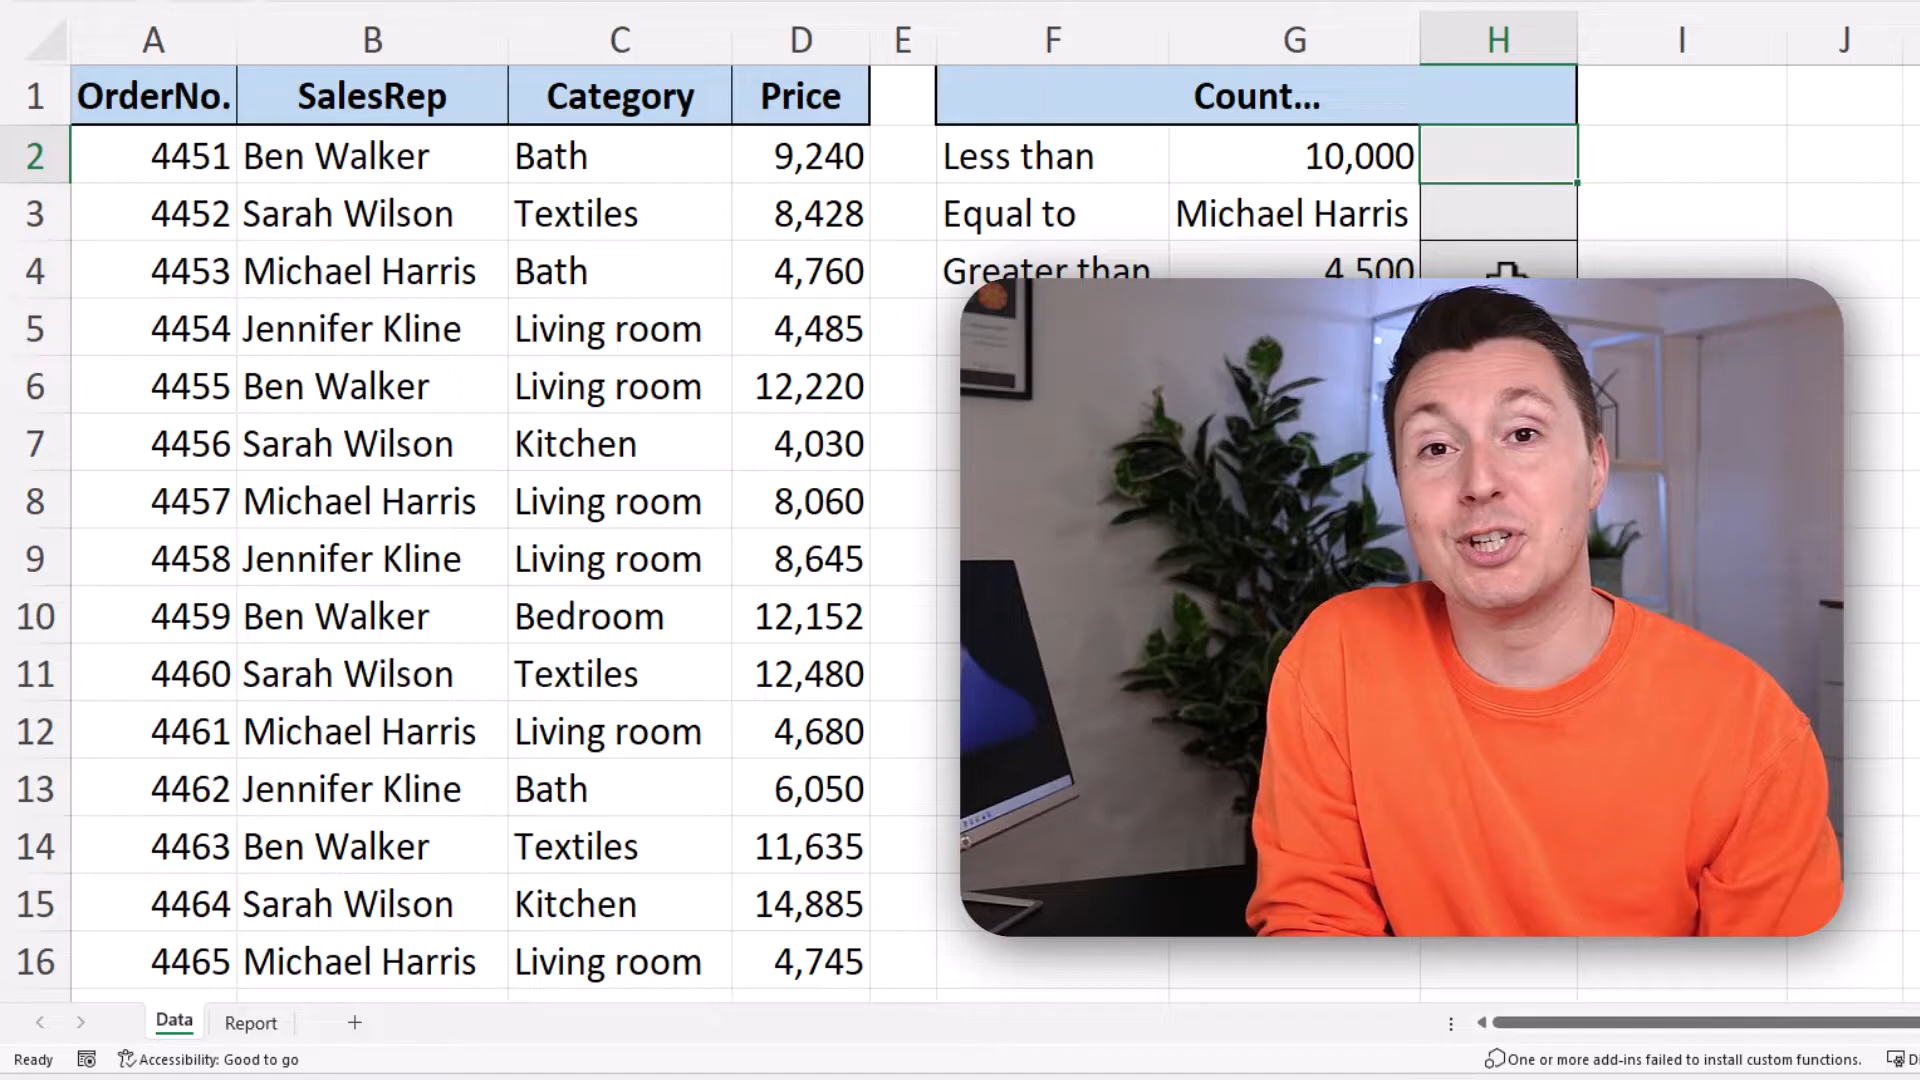 A B C D E F G H I J
1 OrderNo. SalesRep Category Price Count...
2 4451 Ben Walker Bath 9,240 Less than 10,000
3 4452 Sarah Wilson Textiles 8,428 Equal to Michael Harris
4 4453 Michael Harris Bath 4,760 Greater than 4,500
5 4454 Jennifer Kline Living room 4,485
6 4455 Ben Walker Living room 12,220
7 4456 Sarah Wilson Kitchen 4,030
8 4457 Michael Harris Living room 8,060
9 4458 Jennifer Kline Living room 8,645
10 4459 Ben Walker Bedroom 12,152
11 4460 Sarah Wilson Textiles 12,480
12 4461 Michael Harris Living room 4,680
13 4462 Jennifer Kline Bath 6,050
14 4463 Ben Walker Textiles 11,635
15 4464 Sarah Wilson Kitchen 14,885
16 4465 Michael Harris Living room 4,745
Data Report
Ready Accessibility: Good to go One or more add-ins failed to install custom functions.